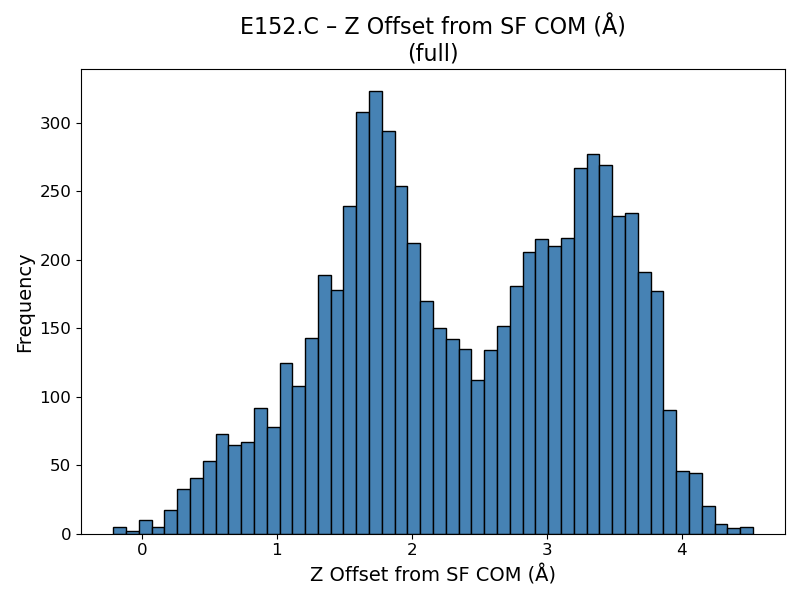 E152.C – Z Offset from SF COM (Å)
(full)
Frequency
300
250
200
150
100
50
0
0 1 2 3 4
Z Offset from SF COM (Å)